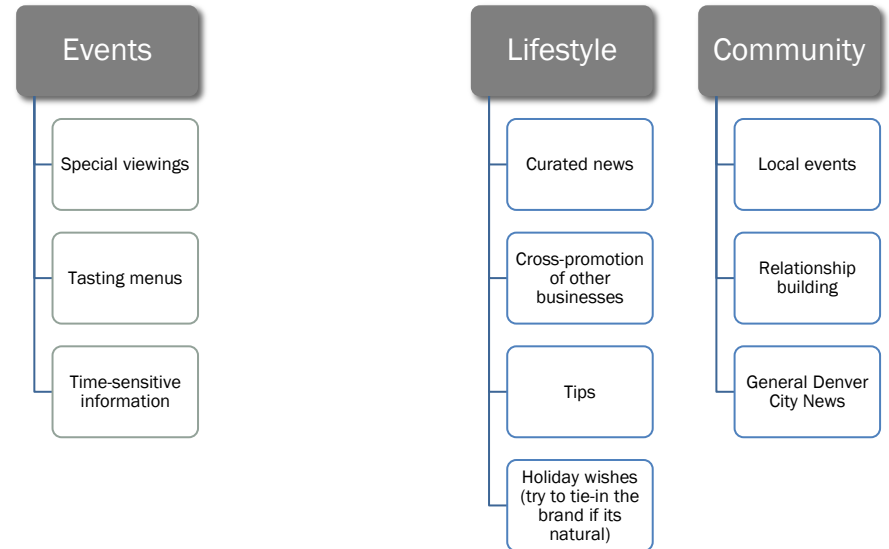 Events
Special viewings
Tasting menus
Time-sensitive
information
Lifestyle
Curated news
Cross-promotion
of other
businesses
Tips
Holiday wishes
(try to tie-in the
brand if its
natural)
Community
Local events
Relationship
building
General Denver
City News